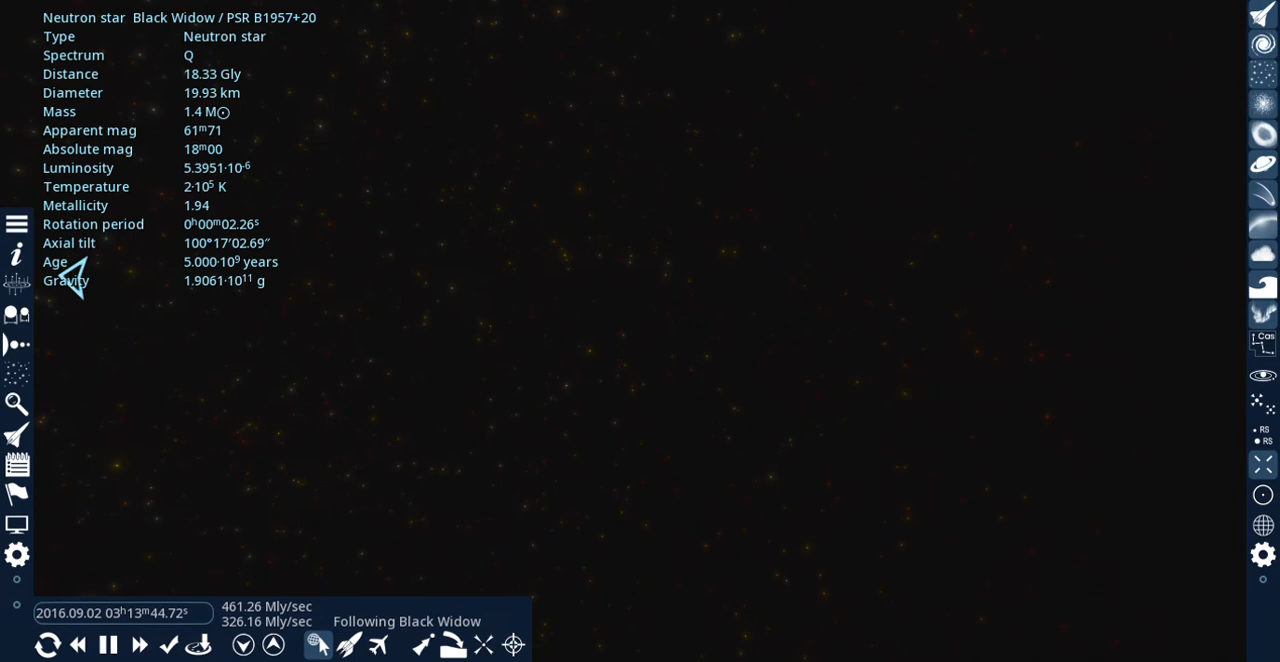 Neutron star Black Widow / PSR B1957+20
Type Neutron star
Spectrum Q
Distance 18.33 Gly
Diameter 19.93 km
Mass 1.4 M☉
Apparent mag 61ᵐ71
Absolute mag 18ᵐ00
Luminosity 5.3951·10⁻⁶
Temperature 2·10⁵ K
Metallicity 1.94
Rotation period 0ʰ00ᵐ02.26ˢ
Axial tilt 100°17′02.69″
Age 5.000·10⁹ years
Gravity 1.9061·10¹¹ g
Cas
RS
RS
2016.09.02 03ʰ13ᵐ44.72ˢ
461.26 Mly/sec
326.16 Mly/sec Following Black Widow